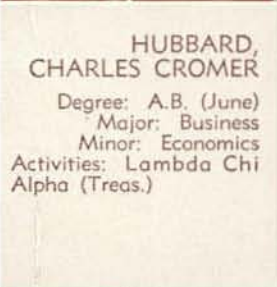 HUBBARD,
CHARLES CROMER
Degree: A.B. (June)
Major: Business
Minor: Economics
Activities: Lambda Chi
Alpha (Treas.)